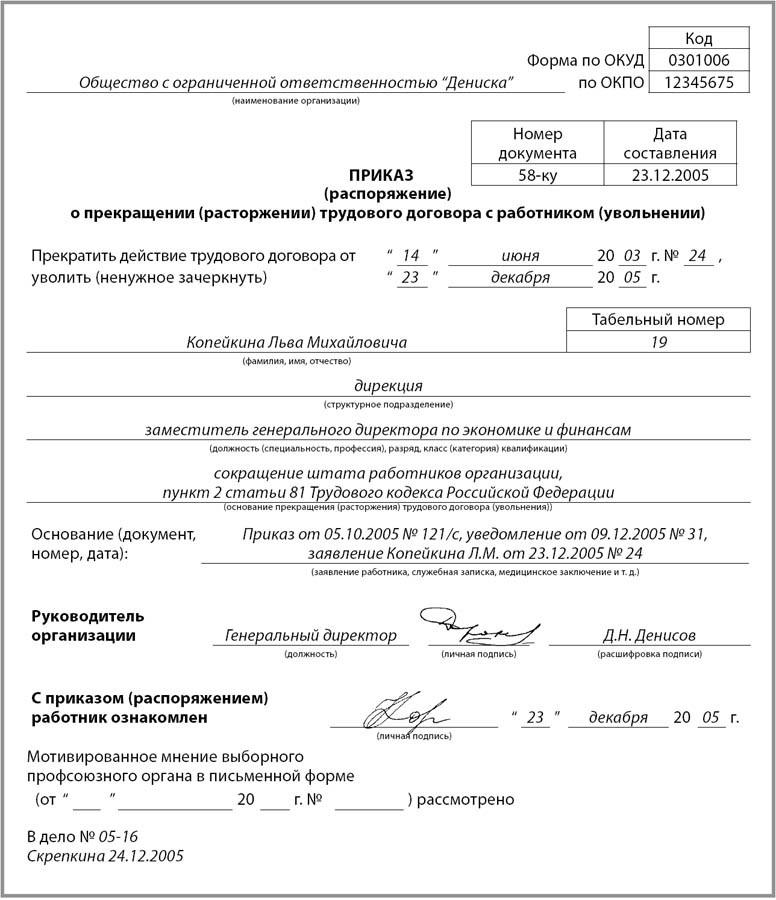 Код
Форма по ОКУД 0301006
Общество с ограниченной ответственностью “Дениска” по ОКПО 12345675
(наименование организации)
Номер документа Дата составления
58-ку 23.12.2005
ПРИКАЗ
(распоряжение)
о прекращении (расторжении) трудового договора с работником (увольнении)
Прекратить действие трудового договора от “ 14 ” июня 20 03 г. № 24 ,
уволить (ненужное зачеркнуть) “ 23 ” декабря 20 05 г.
Табельный номер
Копейкина Льва Михайловича 19
(фамилия, имя, отчество)
дирекция
(структурное подразделение)
заместитель генерального директора по экономике и финансам
(должность (специальность, профессия), разряд, класс (категория) квалификации)
сокращение штата работников организации,
пункт 2 статьи 81 Трудового кодекса Российской Федерации
(основание прекращения (расторжения) трудового договора (увольнения))
Основание (документ, Приказ от 05.10.2005 № 121/с, уведомление от 09.12.2005 № 31,
номер, дата): заявление Копейкина Л.М. от 23.12.2005 № 24
(заявление работника, служебная записка, медицинское заключение и т. д.)
Руководитель
организации Генеральный директор Д.Н. Денисов
(должность) (личная подпись) (расшифровка подписи)
С приказом (распоряжением)
работник ознакомлен “ 23 ” декабря 20 05 г.
(личная подпись)
Мотивированное мнение выборного
профсоюзного органа в письменной форме
(от “ ___ ” ________ 20 ___ г. № ______ ) рассмотрено
В дело № 05-16
Скрепкина 24.12.2005